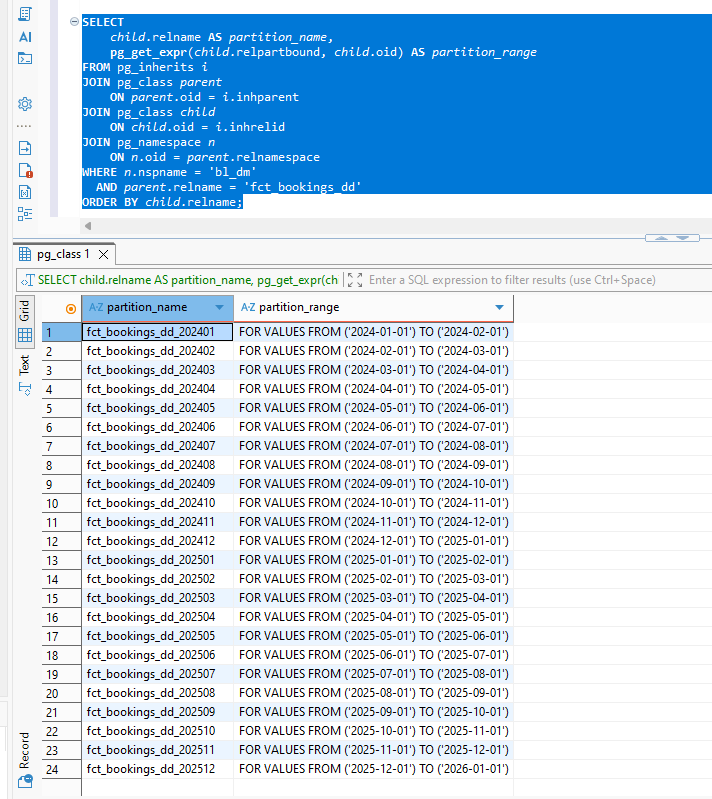 SELECT
child.relname AS partition_name,
pg_get_expr(child.relpartbound, child.oid) AS partition_range
FROM pg_inherits i
JOIN pg_class parent
ON parent.oid = i.inhparent
JOIN pg_class child
ON child.oid = i.inhrelid
JOIN pg_namespace n
ON n.oid = parent.relnamespace
WHERE n.nspname = 'bl_dm'
AND parent.relname = 'fct_bookings_dd'
ORDER BY child.relname;
AI
pg_class 1
SELECT child.relname AS partition_name, pg_get_expr(ch Enter a SQL expression to filter results (use Ctrl+Space)
Grid
Text
Record
A-Z partition_name A-Z partition_range
1 fct_bookings_dd_202401 FOR VALUES FROM ('2024-01-01') TO ('2024-02-01')
2 fct_bookings_dd_202402 FOR VALUES FROM ('2024-02-01') TO ('2024-03-01')
3 fct_bookings_dd_202403 FOR VALUES FROM ('2024-03-01') TO ('2024-04-01')
4 fct_bookings_dd_202404 FOR VALUES FROM ('2024-04-01') TO ('2024-05-01')
5 fct_bookings_dd_202405 FOR VALUES FROM ('2024-05-01') TO ('2024-06-01')
6 fct_bookings_dd_202406 FOR VALUES FROM ('2024-06-01') TO ('2024-07-01')
7 fct_bookings_dd_202407 FOR VALUES FROM ('2024-07-01') TO ('2024-08-01')
8 fct_bookings_dd_202408 FOR VALUES FROM ('2024-08-01') TO ('2024-09-01')
9 fct_bookings_dd_202409 FOR VALUES FROM ('2024-09-01') TO ('2024-10-01')
10 fct_bookings_dd_202410 FOR VALUES FROM ('2024-10-01') TO ('2024-11-01')
11 fct_bookings_dd_202411 FOR VALUES FROM ('2024-11-01') TO ('2024-12-01')
12 fct_bookings_dd_202412 FOR VALUES FROM ('2024-12-01') TO ('2025-01-01')
13 fct_bookings_dd_202501 FOR VALUES FROM ('2025-01-01') TO ('2025-02-01')
14 fct_bookings_dd_202502 FOR VALUES FROM ('2025-02-01') TO ('2025-03-01')
15 fct_bookings_dd_202503 FOR VALUES FROM ('2025-03-01') TO ('2025-04-01')
16 fct_bookings_dd_202504 FOR VALUES FROM ('2025-04-01') TO ('2025-05-01')
17 fct_bookings_dd_202505 FOR VALUES FROM ('2025-05-01') TO ('2025-06-01')
18 fct_bookings_dd_202506 FOR VALUES FROM ('2025-06-01') TO ('2025-07-01')
19 fct_bookings_dd_202507 FOR VALUES FROM ('2025-07-01') TO ('2025-08-01')
20 fct_bookings_dd_202508 FOR VALUES FROM ('2025-08-01') TO ('2025-09-01')
21 fct_bookings_dd_202509 FOR VALUES FROM ('2025-09-01') TO ('2025-10-01')
22 fct_bookings_dd_202510 FOR VALUES FROM ('2025-10-01') TO ('2025-11-01')
23 fct_bookings_dd_202511 FOR VALUES FROM ('2025-11-01') TO ('2025-12-01')
24 fct_bookings_dd_202512 FOR VALUES FROM ('2025-12-01') TO ('2026-01-01')